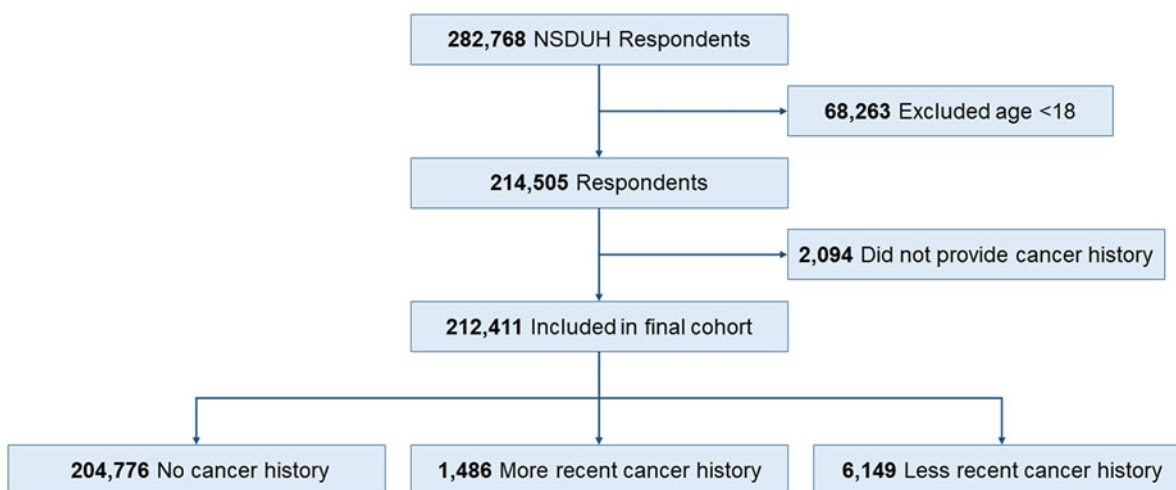 282,768 NSDUH Respondents
68,263 Excluded age <18
214,505 Respondents
2,094 Did not provide cancer history
212,411 Included in final cohort
204,776 No cancer history
1,486 More recent cancer history
6,149 Less recent cancer history